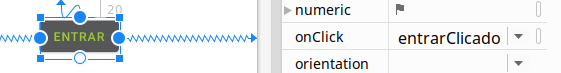 20
ENTRAR
numeric
onClick entrarClicado
orientation